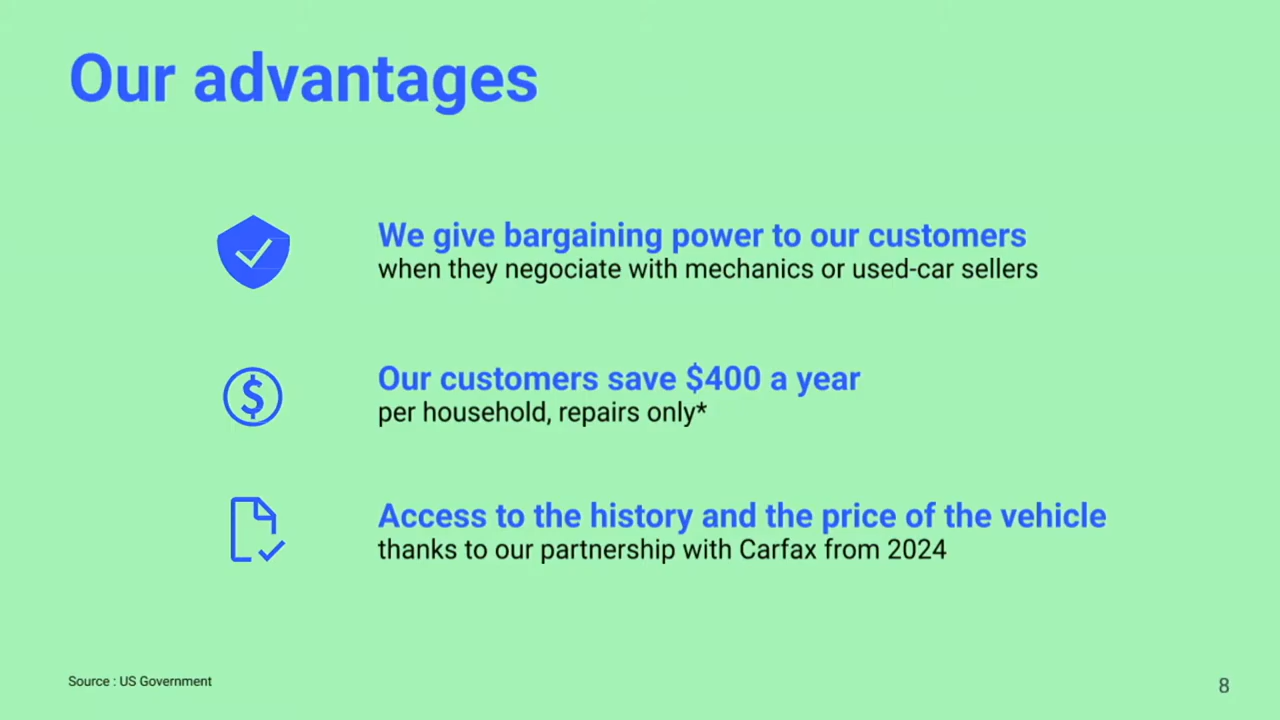 Our advantages
We give bargaining power to our customers
when they negociate with mechanics or used-car sellers
Our customers save $400 a year
per household, repairs only*
Access to the history and the price of the vehicle
thanks to our partnership with Carfax from 2024
Source : US Government
8